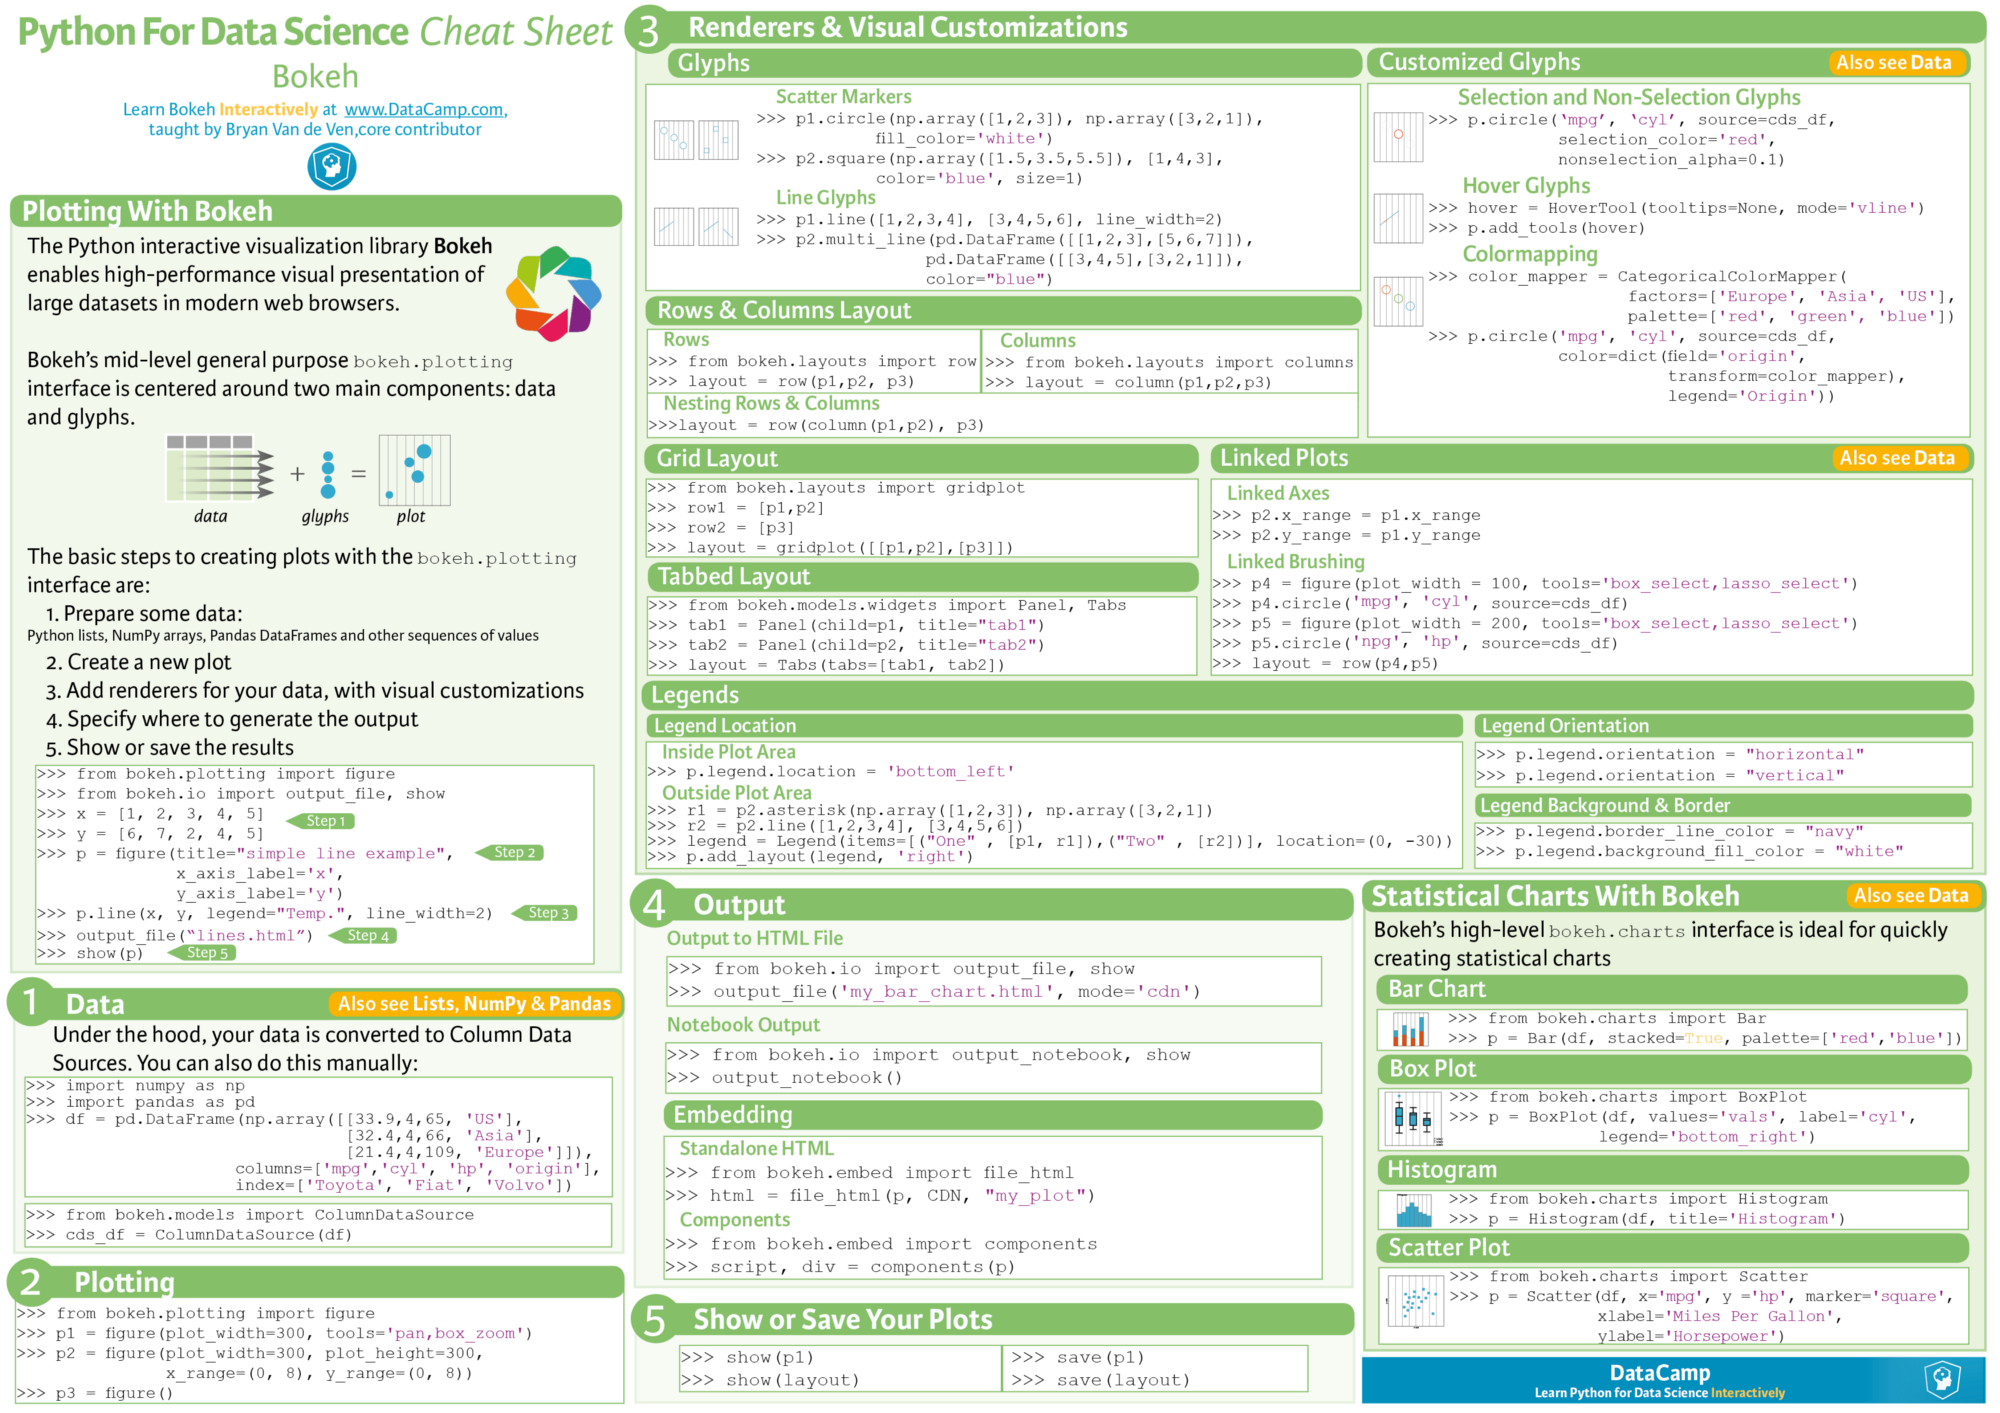 Python For Data Science Cheat Sheet
Bokeh
Learn Bokeh Interactively at www.DataCamp.com,
taught by Bryan Van de Ven,core contributor
Plotting With Bokeh
The Python interactive visualization library Bokeh
enables high-performance visual presentation of
large datasets in modern web browsers.
Bokeh's mid-level general purpose bokeh.plotting
interface is centered around two main components: data
and glyphs.
+ =
data glyphs plot
The basic steps to creating plots with the bokeh.plotting
interface are:
1. Prepare some data:
Python lists, NumPy arrays, Pandas DataFrames and other sequences of values
2. Create a new plot
3. Add renderers for your data, with visual customizations
4. Specify where to generate the output
5. Show or save the results
>>> from bokeh.plotting import figure
>>> from bokeh.io import output_file, show
>>> x = [1, 2, 3, 4, 5] Step 1
>>> y = [6, 7, 2, 4, 5]
>>> p = figure(title="simple line example", Step 2
x_axis_label='x',
y_axis_label='y')
>>> p.line(x, y, legend="Temp.", line_width=2) Step 3
>>> output_file(“lines.html”) Step 4
>>> show(p) Step 5
1 Data Also see Lists, NumPy & Pandas
Under the hood, your data is converted to Column Data
Sources. You can also do this manually:
>>> import numpy as np
>>> import pandas as pd
>>> df = pd.DataFrame(np.array([[33.9,4,65, 'US'],
[32.4,4,66, 'Asia'],
[21.4,4,109, 'Europe']]),
columns=['mpg','cyl', 'hp', 'origin'],
index=['Toyota', 'Fiat', 'Volvo'])
>>> from bokeh.models import ColumnDataSource
>>> cds_df = ColumnDataSource(df)
2 Plotting
>>> from bokeh.plotting import figure
>>> p1 = figure(plot_width=300, tools='pan,box_zoom')
>>> p2 = figure(plot_width=300, plot_height=300,
x_range=(0, 8), y_range=(0, 8))
>>> p3 = figure()
3 Renderers & Visual Customizations
Glyphs
Scatter Markers
>>> p1.circle(np.array([1,2,3]), np.array([3,2,1]),
fill_color='white')
>>> p2.square(np.array([1.5,3.5,5.5]), [1,4,3],
color='blue', size=1)
Line Glyphs
>>> p1.line([1,2,3,4], [3,4,5,6], line_width=2)
>>> p2.multi_line(pd.DataFrame([[1,2,3],[5,6,7]]),
pd.DataFrame([[3,4,5],[3,2,1]]),
color="blue")
Customized Glyphs Also see Data
Selection and Non-Selection Glyphs
>>> p.circle(‘mpg’, ‘cyl’, source=cds_df,
selection_color='red',
nonselection_alpha=0.1)
Hover Glyphs
>>> hover = HoverTool(tooltips=None, mode='vline')
>>> p.add_tools(hover)
Colormapping
>>> color_mapper = CategoricalColorMapper(
factors=['Europe', 'Asia', 'US'],
palette=['red', 'green', 'blue'])
>>> p.circle('mpg', 'cyl', source=cds_df,
color=dict(field='origin',
transform=color_mapper),
legend='Origin'))
Rows & Columns Layout
Rows
>>> from bokeh.layouts import row
>>> layout = row(p1,p2, p3)
Columns
>>> from bokeh.layouts import columns
>>> layout = column(p1,p2,p3)
Nesting Rows & Columns
>>>layout = row(column(p1,p2), p3)
Grid Layout
>>> from bokeh.layouts import gridplot
>>> row1 = [p1,p2]
>>> row2 = [p3]
>>> layout = gridplot([[p1,p2],[p3]])
Tabbed Layout
>>> from bokeh.models.widgets import Panel, Tabs
>>> tab1 = Panel(child=p1, title="tab1")
>>> tab2 = Panel(child=p2, title="tab2")
>>> layout = Tabs(tabs=[tab1, tab2])
Linked Plots Also see Data
Linked Axes
>>> p2.x_range = p1.x_range
>>> p2.y_range = p1.y_range
Linked Brushing
>>> p4 = figure(plot_width = 100, tools='box_select,lasso_select')
>>> p4.circle('mpg', 'cyl', source=cds_df)
>>> p5 = figure(plot_width = 200, tools='box_select,lasso_select')
>>> p5.circle('npg', 'hp', source=cds_df)
>>> layout = row(p4,p5)
Legends
Legend Location
Inside Plot Area
>>> p.legend.location = 'bottom_left'
Outside Plot Area
>>> r1 = p2.asterisk(np.array([1,2,3]), np.array([3,2,1])
>>> r2 = p2.line([1,2,3,4], [3,4,5,6])
>>> legend = Legend(items=[("One" , [p1, r1]),("Two" , [r2])], location=(0, -30))
>>> p.add_layout(legend, 'right')
Legend Orientation
>>> p.legend.orientation = "horizontal"
>>> p.legend.orientation = "vertical"
Legend Background & Border
>>> p.legend.border_line_color = "navy"
>>> p.legend.background_fill_color = "white"
4 Output
Output to HTML File
>>> from bokeh.io import output_file, show
>>> output_file('my_bar_chart.html', mode='cdn')
Notebook Output
>>> from bokeh.io import output_notebook, show
>>> output_notebook()
Embedding
Standalone HTML
>>> from bokeh.embed import file_html
>>> html = file_html(p, CDN, "my_plot")
Components
>>> from bokeh.embed import components
>>> script, div = components(p)
5 Show or Save Your Plots
>>> show(p1) >>> save(p1)
>>> show(layout) >>> save(layout)
Statistical Charts With Bokeh Also see Data
Bokeh's high-level bokeh.charts interface is ideal for quickly
creating statistical charts
Bar Chart
>>> from bokeh.charts import Bar
>>> p = Bar(df, stacked=True, palette=['red','blue'])
Box Plot
>>> from bokeh.charts import BoxPlot
>>> p = BoxPlot(df, values='vals', label='cyl',
legend='bottom_right')
Histogram
>>> from bokeh.charts import Histogram
>>> p = Histogram(df, title='Histogram')
Scatter Plot
>>> from bokeh.charts import Scatter
>>> p = Scatter(df, x='mpg', y ='hp', marker='square',
xlabel='Miles Per Gallon',
ylabel='Horsepower')
DataCamp
Learn Python for Data Science Interactively